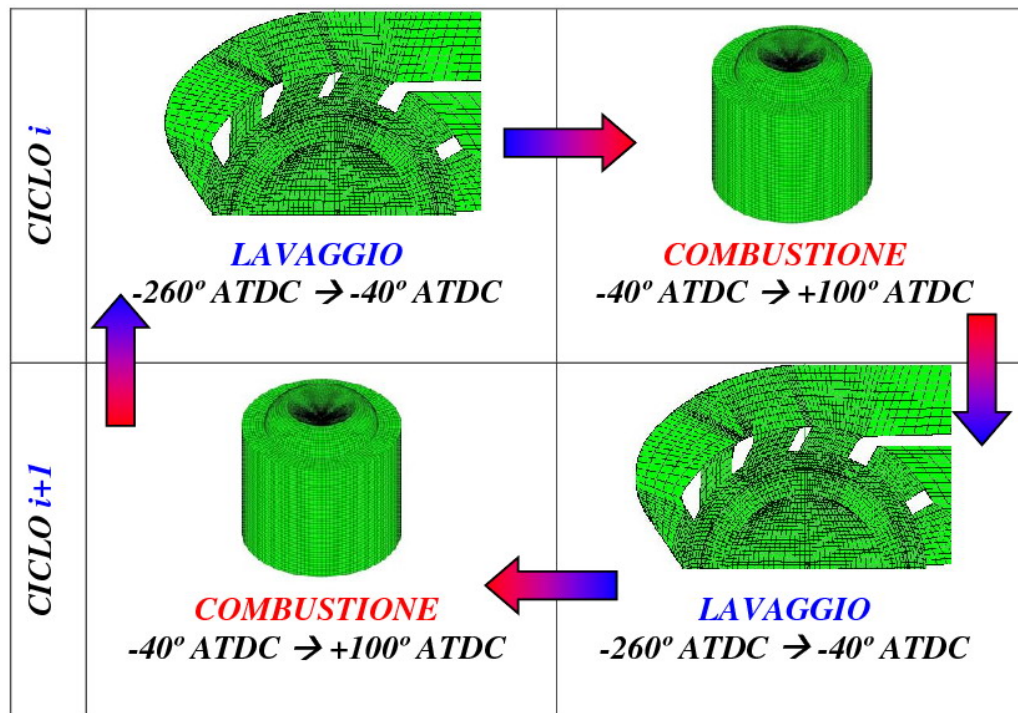 CICLO i
LAVAGGIO
-260º ATDC → -40º ATDC
COMBUSTIONE
-40º ATDC → +100º ATDC
CICLO i+1
COMBUSTIONE
-40º ATDC → +100º ATDC
LAVAGGIO
-260º ATDC → -40º ATDC